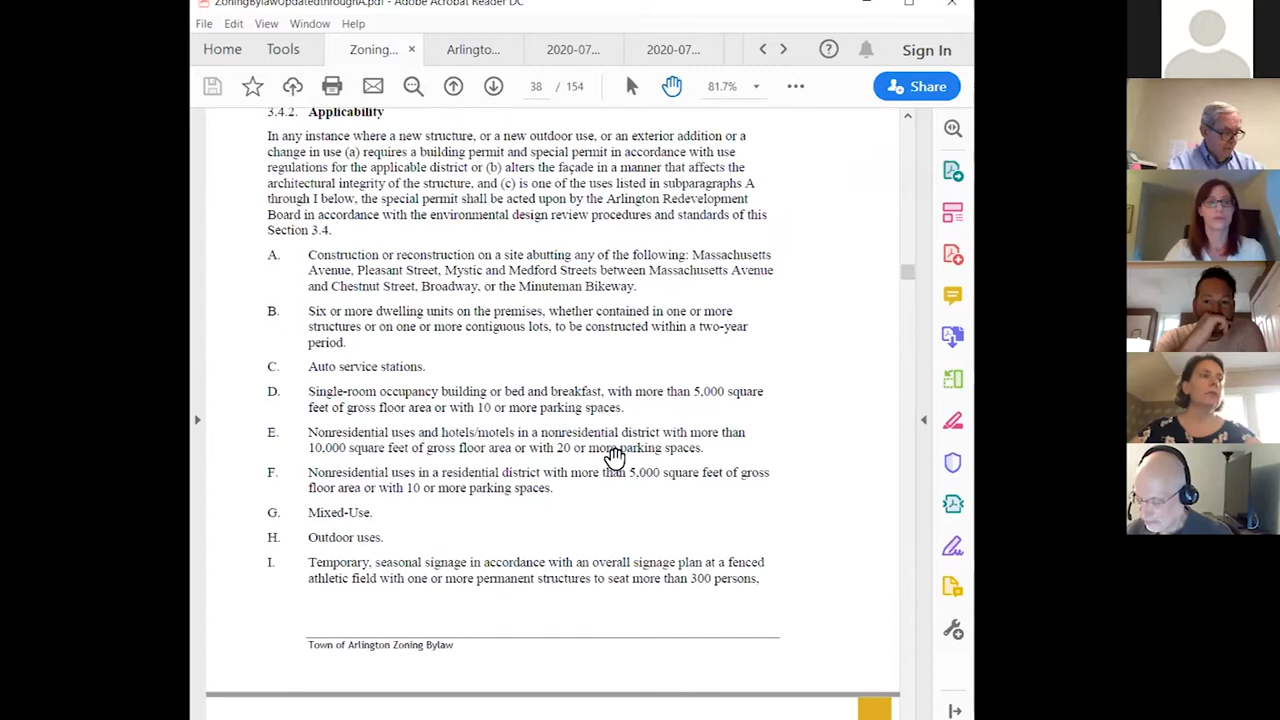 ZoningBylawUpdatedthroughA.pdf - Adobe Acrobat Reader DC
File Edit View Window Help
Home Tools Zoning... × Arlingto... 2020-07... 2020-07... Sign In
38 / 154 81.7% Share
3.4.2. Applicability
In any instance where a new structure, or a new outdoor use, or an exterior addition or a
change in use (a) requires a building permit and special permit in accordance with use
regulations for the applicable district or (b) alters the façade in a manner that affects the
architectural integrity of the structure, and (c) is one of the uses listed in subparagraphs A
through I below, the special permit shall be acted upon by the Arlington Redevelopment
Board in accordance with the environmental design review procedures and standards of this
Section 3.4.
A. Construction or reconstruction on a site abutting any of the following: Massachusetts
Avenue, Pleasant Street, Mystic and Medford Streets between Massachusetts Avenue
and Chestnut Street, Broadway, or the Minuteman Bikeway.
B. Six or more dwelling units on the premises, whether contained in one or more
structures or on one or more contiguous lots, to be constructed within a two-year
period.
C. Auto service stations.
D. Single-room occupancy building or bed and breakfast, with more than 5,000 square
feet of gross floor area or with 10 or more parking spaces.
E. Nonresidential uses and hotels/motels in a nonresidential district with more than
10,000 square feet of gross floor area or with 20 or more parking spaces.
F. Nonresidential uses in a residential district with more than 5,000 square feet of gross
floor area or with 10 or more parking spaces.
G. Mixed-Use.
H. Outdoor uses.
I. Temporary, seasonal signage in accordance with an overall signage plan at a fenced
athletic field with one or more permanent structures to seat more than 300 persons,
Town of Arlington Zoning Bylaw